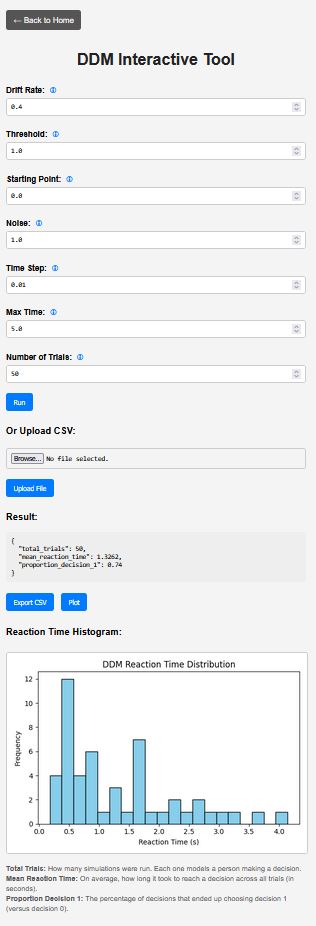 ← Back to Home
DDM Interactive Tool
Drift Rate: ⓘ
0.4
Threshold: ⓘ
1.0
Starting Point: ⓘ
0.0
Noise: ⓘ
1.0
Time Step: ⓘ
0.01
Max Time: ⓘ
5.0
Number of Trials: ⓘ
50
Run
Or Upload CSV:
Browse... No file selected.
Upload File
Result:
{
"total_trials": 50,
"mean_reaction_time": 1.3262,
"proportion_decision_1": 0.74
}
Export CSV Plot
Reaction Time Histogram:
DDM Reaction Time Distribution
12
10
8
6
4
2
0
Frequency
0.0 0.5 1.0 1.5 2.0 2.5 3.0 3.5 4.0
Reaction Time (s)
Total Trials: How many simulations were run. Each one models a person making a decision.
Mean Reaction Time: On average, how long it took to reach a decision across all trials (in
seconds).
Proportion Decision 1: The percentage of decisions that ended up choosing decision 1
(versus decision 0).